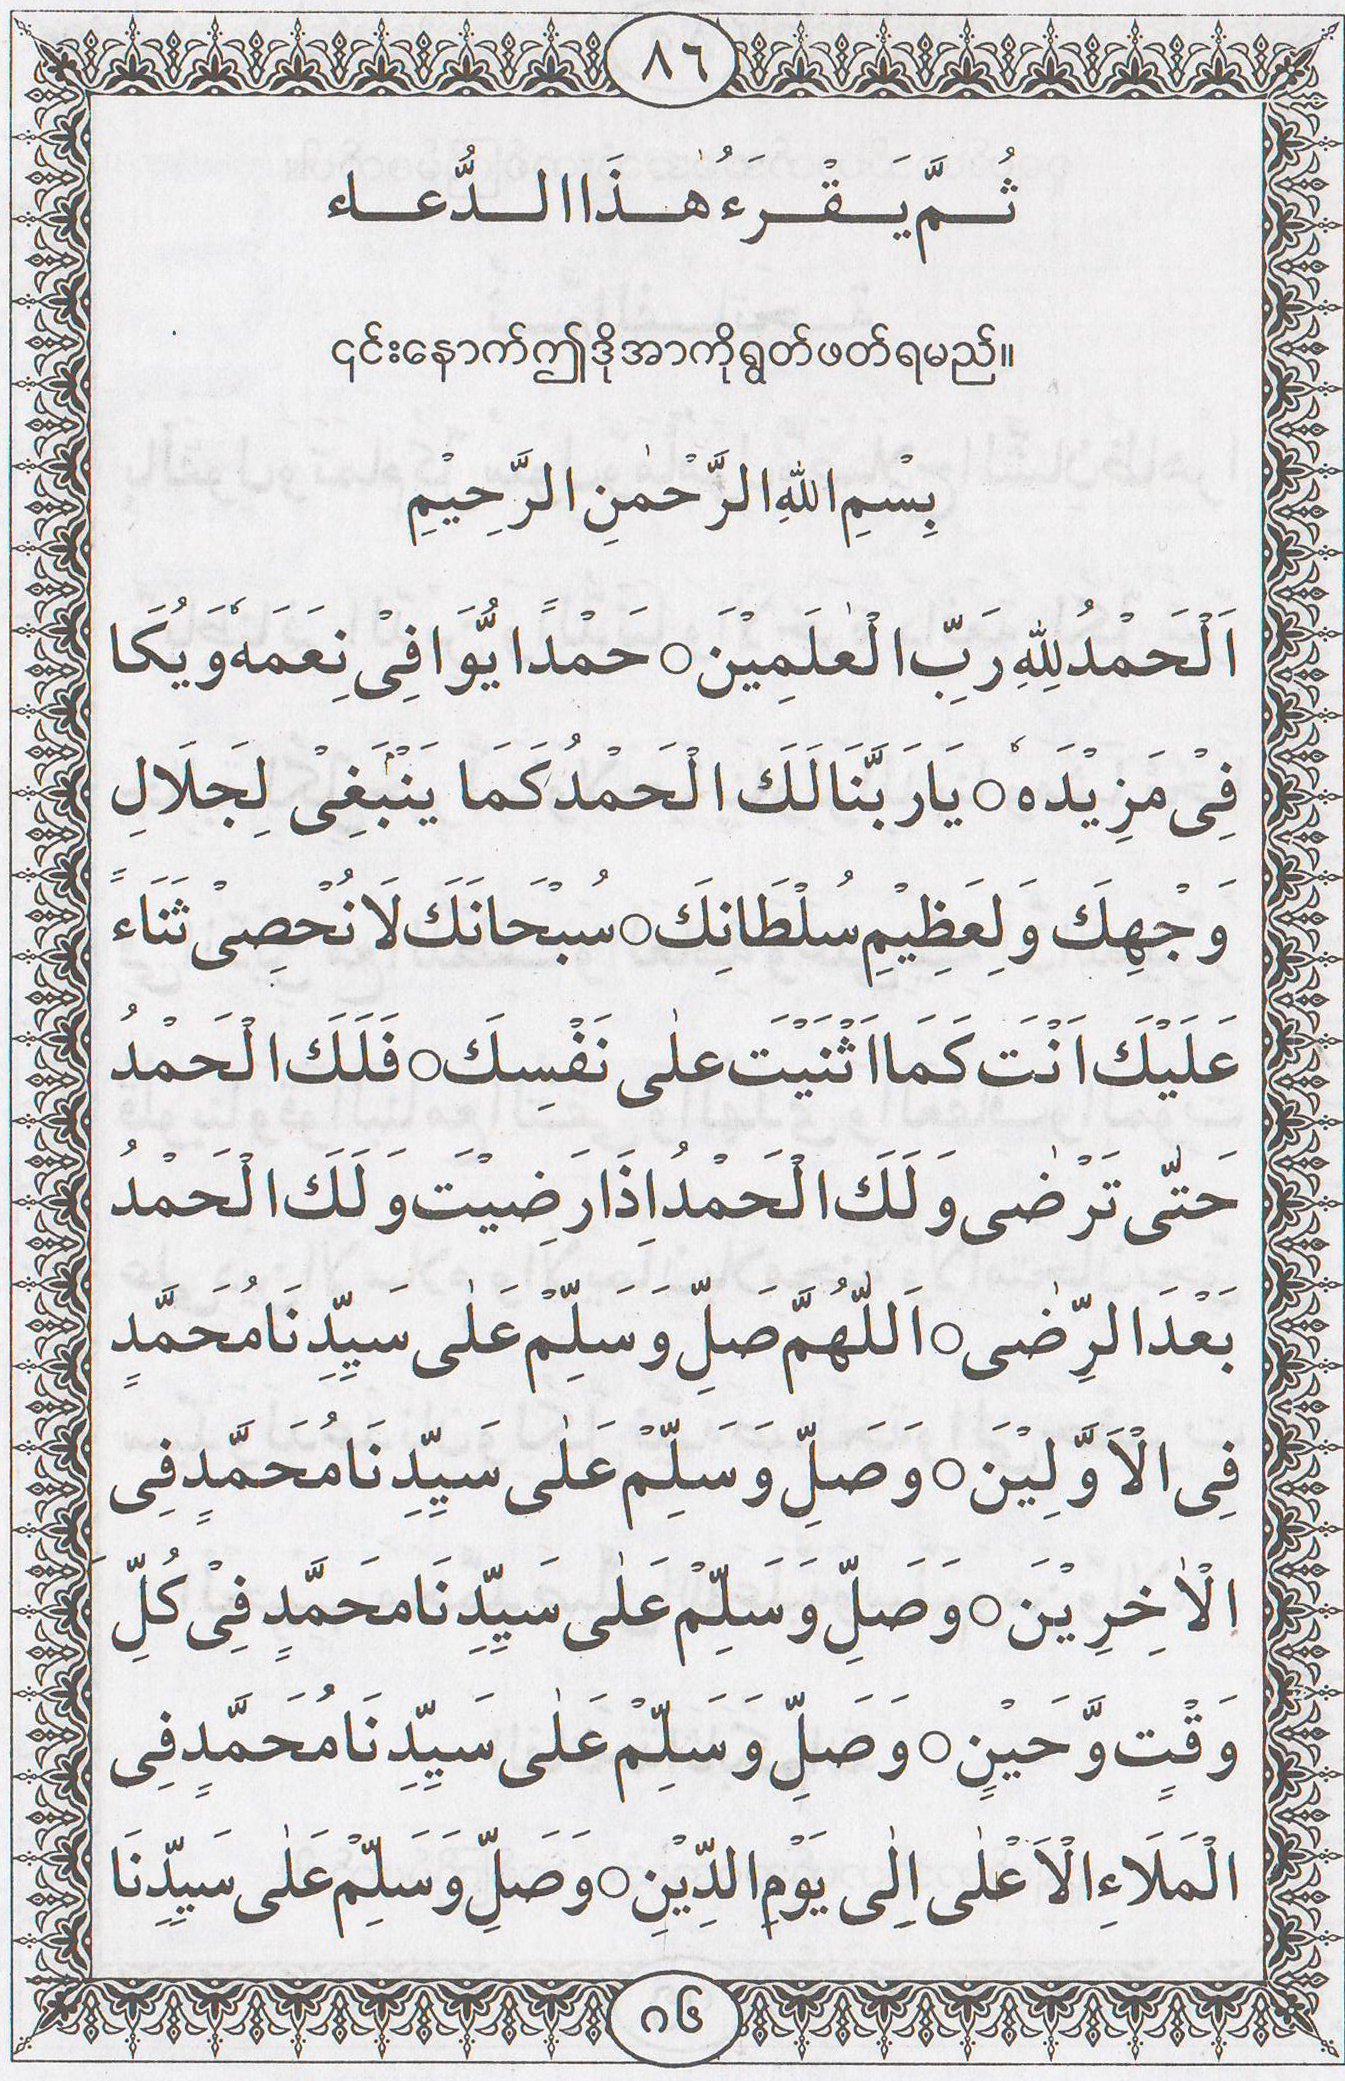 ٨٦
ثُمَّ يَقْرَءُ هٰذَا الدُّعَاء
၎င်းနောက်ဤဒိုအာကိုရွတ်ဖတ်ရမည်။
بِسْمِ اللهِ الرَّحْمٰنِ الرَّحِيْمِ
اَلْحَمْدُ لِلّٰهِ رَبِّ الْعٰلَمِيْنَ ○ حَمْدًا يُّوَافِىْ نِعَمَهٗ وَيُكَا
فِىْ مَزِيْدَهٗ ○ يَارَبَّنَا لَكَ الْحَمْدُ كَمَا يَنْبَغِىْ لِجَلَالِ
وَجْهِكَ وَلِعَظِيْمِ سُلْطَانِكَ ○ سُبْحَانَكَ لَا نُحْصِىْ ثَنَاءً
عَلَيْكَ اَنْتَ كَمَا اَثْنَيْتَ عَلٰى نَفْسِكَ ○ فَلَكَ الْحَمْدُ
حَتّٰى تَرْضٰى وَلَكَ الْحَمْدُ اِذَا رَضِيْتَ وَلَكَ الْحَمْدُ
بَعْدَ الرِّضٰى ○ اَللّٰهُمَّ صَلِّ وَسَلِّمْ عَلٰى سَيِّدِنَا مُحَمَّدٍ
فِى الْاَوَّلِيْنَ ○ وَصَلِّ وَسَلِّمْ عَلٰى سَيِّدِنَا مُحَمَّدٍ فِى
الْاٰخِرِيْنَ ○ وَصَلِّ وَسَلِّمْ عَلٰى سَيِّدِنَا مُحَمَّدٍ فِىْ كُلِّ
وَقْتٍ وَّحَيْنٍ ○ وَصَلِّ وَسَلِّمْ عَلٰى سَيِّدِنَا مُحَمَّدٍ فِى
الْمَلَاءِ الْاَعْلٰى اِلٰى يَوْمِ الدِّيْنِ ○ وَصَلِّ وَسَلِّمْ عَلٰى سَيِّدِنَا
၈၆